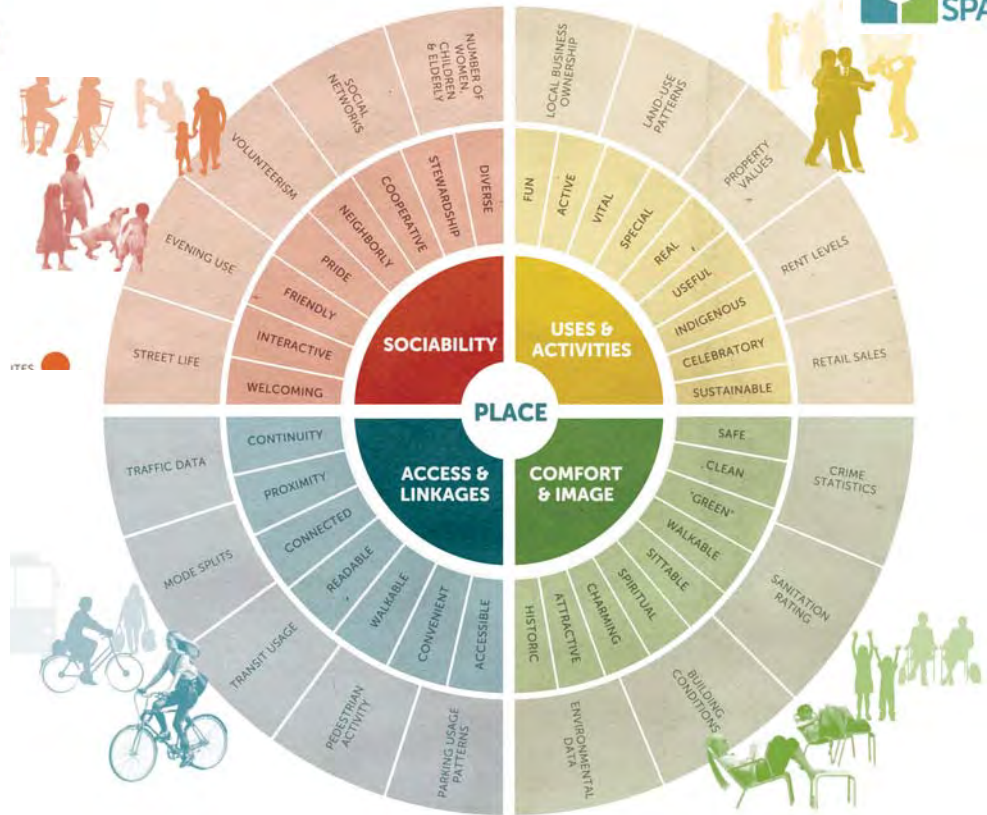 SPA
ITES
PLACE
SOCIABILITY
USES &
ACTIVITIES
ACCESS &
LINKAGES
COMFORT
& IMAGE
WELCOMING
INTERACTIVE
FRIENDLY
PRIDE
NEIGHBORLY
COOPERATIVE
STEWARDSHIP
DIVERSE
FUN
ACTIVE
VITAL
SPECIAL
REAL
USEFUL
INDIGENOUS
CELEBRATORY
SUSTAINABLE
SAFE
CLEAN
"GREEN"
WALKABLE
SITTABLE
SPIRITUAL
CHARMING
ATTRACTIVE
HISTORIC
ACCESSIBLE
CONVENIENT
WALKABLE
READABLE
CONNECTED
PROXIMITY
CONTINUITY
STREET LIFE
EVENING USE
VOLUNTEERISM
SOCIAL
NETWORKS
NUMBER OF
WOMEN,
CHILDREN
& ELDERLY
LOCAL BUSINESS
OWNERSHIP
LAND-USE
PATTERNS
PROPERTY
VALUES
RENT LEVELS
RETAIL SALES
CRIME
STATISTICS
SANITATION
RATING
BUILDING
CONDITIONS
ENVIRONMENTAL
DATA
PARKING USAGE
PATTERNS
PEDESTRIAN
ACTIVITY
TRANSIT USAGE
MODE SPLITS
TRAFFIC DATA